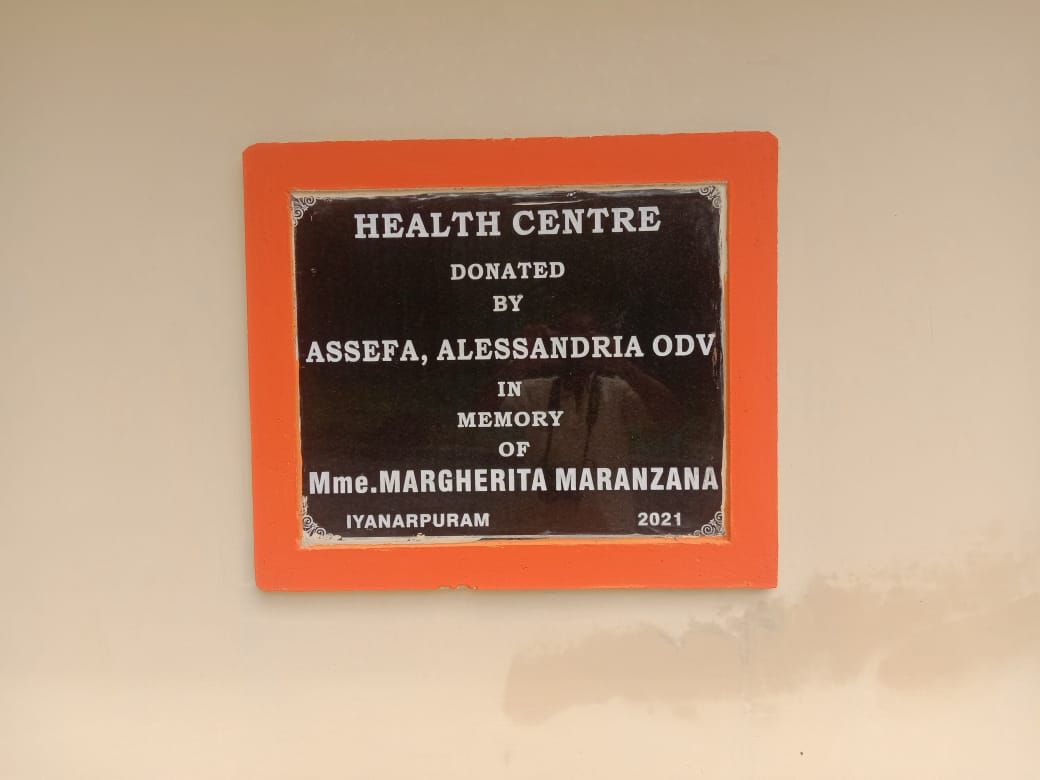 HEALTH CENTRE
DONATED
BY
ASSEFA, ALESSANDRIA ODV
IN
MEMORY
OF
Mme.MARGHERITA MARANZANA
IYANARPURAM 2021